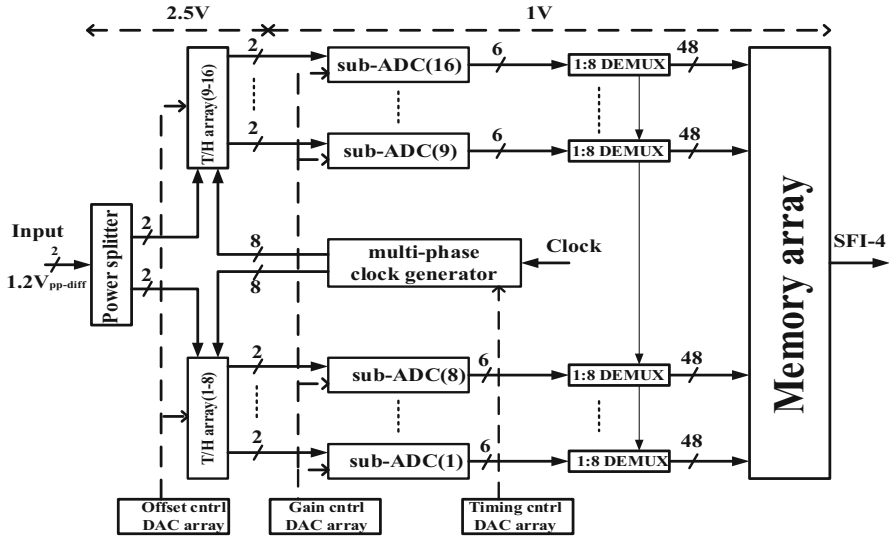 2.5V
1V
2
sub-ADC(16)
6
1:8 DEMUX
48
T/H array(9-16)
2
sub-ADC(9)
6
1:8 DEMUX
48
Input
2
1.2Vpp-diff
Power splitter
2
2
8
8
multi-phase
clock generator
Clock
Memory array
SFI-4
T/H array(1-8)
2
sub-ADC(8)
6
1:8 DEMUX
48
2
sub-ADC(1)
6
1:8 DEMUX
48
Offset cntrl
DAC array
Gain cntrl
DAC array
Timing cntrl
DAC array